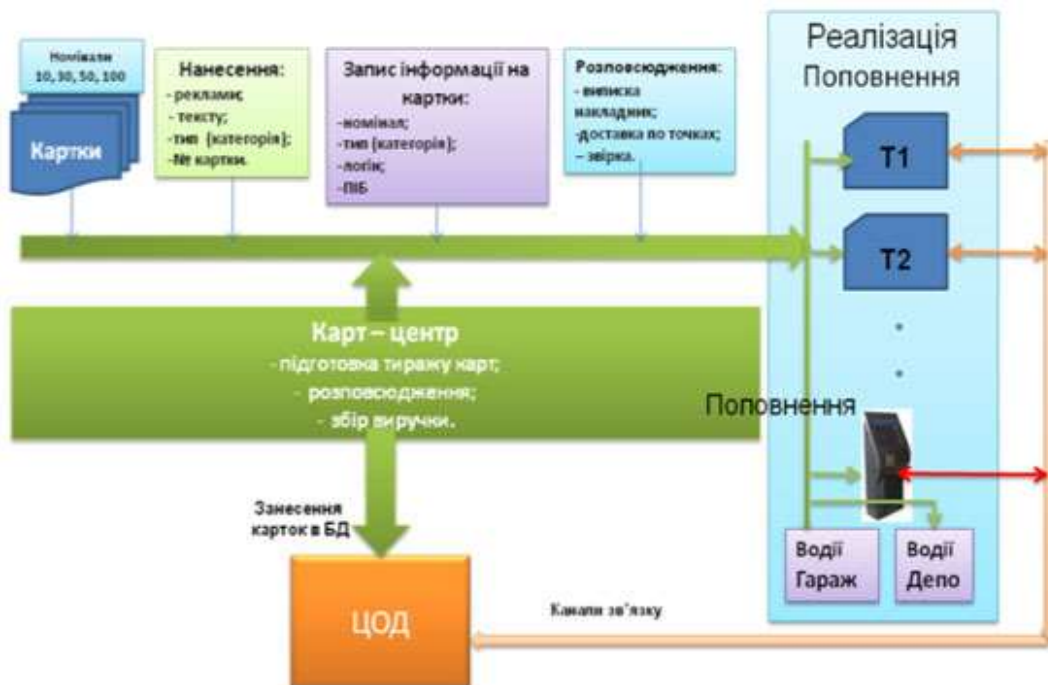 Номінали
10, 30, 50, 100
Картки
Нанесення:
- реклами;
- тексту;
-тип (категорія);
-№ картки.
Запис інформації на
картки:
-номінал;
-тип (категорія);
-логін;
-ПІБ
Розповсюдження:
- виписка
накладник;
-доставка по точках;
– звірка.
Реалізація
Поповнення
Т1
Т2
Карт – центр
- підготовка тиражу карт;
- розповсюдження;
- збір виручки.
Поповнення
Занесення
карток в БД
Водії
Гараж
Водії
Депо
ЦОД
Канали зв'язку